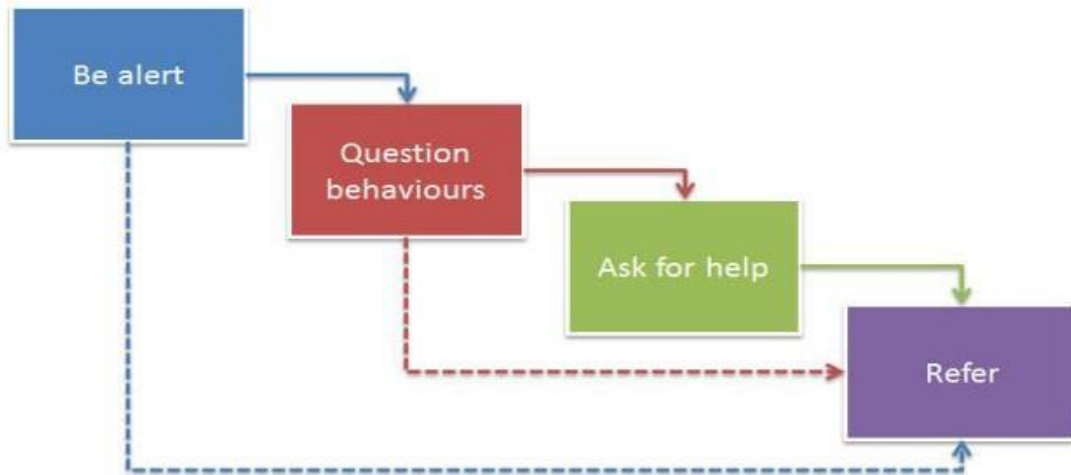 Be alert
Question
behaviours
Ask for help
Refer